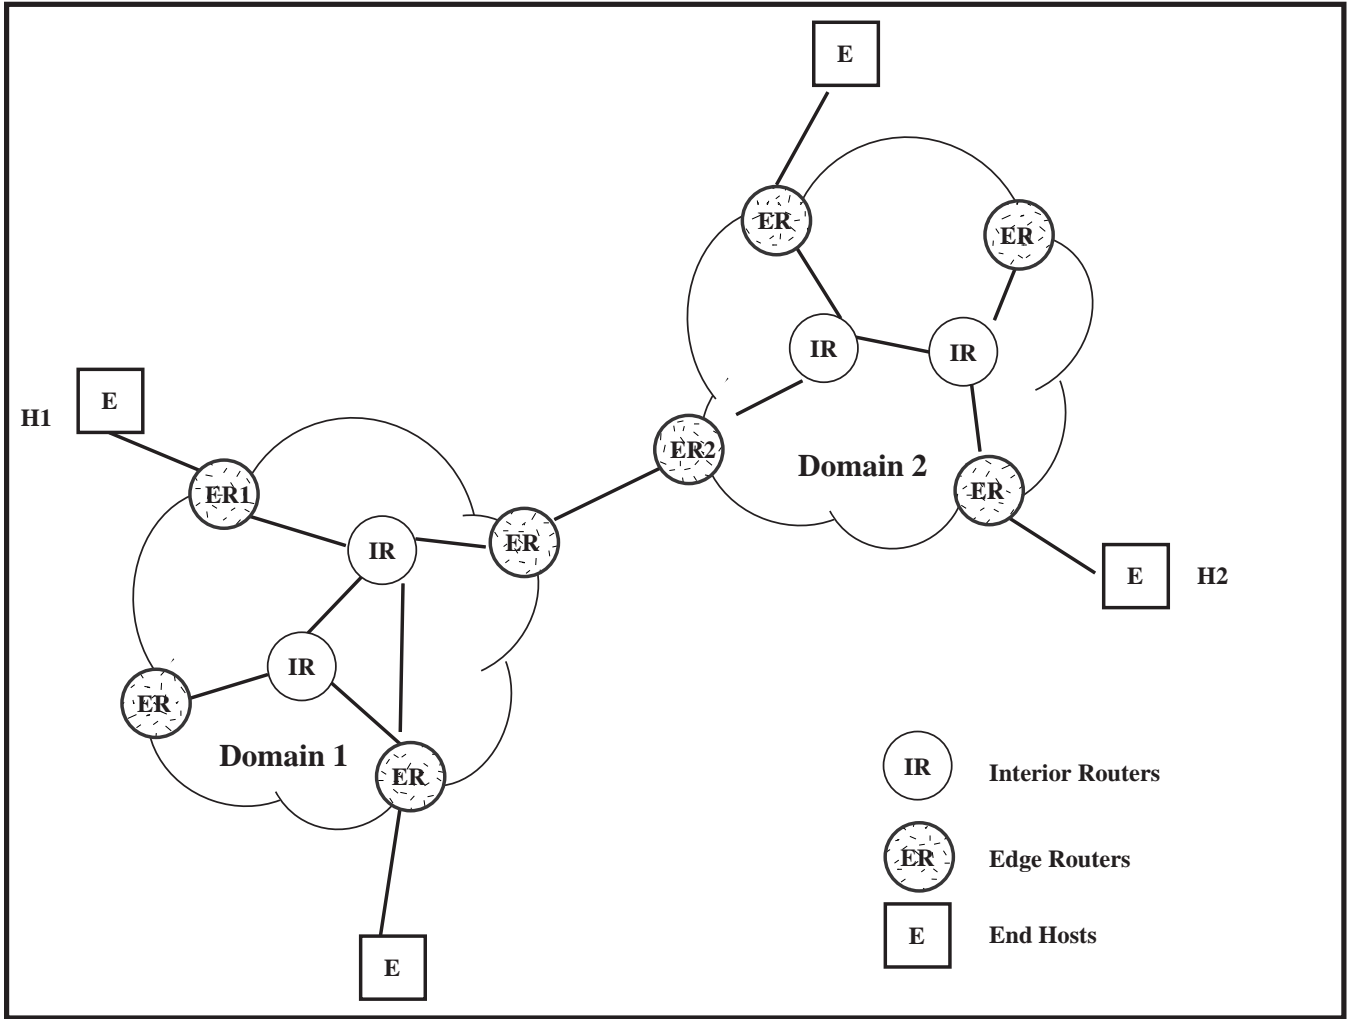 E
ER
ER
IR
IR
E
H1
ER2
Domain 2
ER1
ER
ER
IR
E
H2
IR
ER
Domain 1
ER
IR
Interior Routers
ER
Edge Routers
E
End Hosts
E